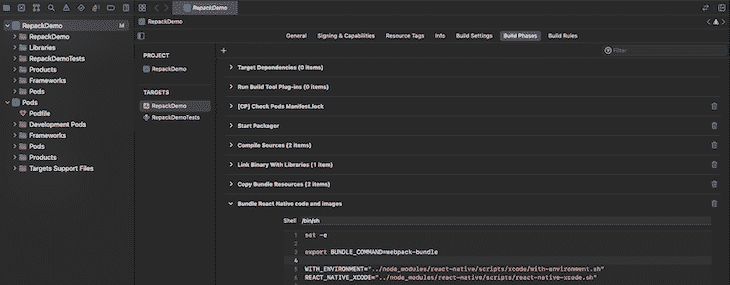 RepackDemo
RepackDemo M
RepackDemo
Libraries
RepackDemoTests
Products
Frameworks
Pods
Pods
Podfile
Development Pods
Frameworks
Pods
Products
Targets Support Files
RepackDemo
General Signing & Capabilities Resource Tags Info Build Settings Build Phases Build Rules
PROJECT
RepackDemo
TARGETS
RepackDemo
RepackDemoTests
+ Filter
Target Dependencies (0 items)
Run Build Tool Plug-ins (0 items)
[CP] Check Pods Manifest.lock
Start Packager
Compile Sources (2 items)
Link Binary With Libraries (1 item)
Copy Bundle Resources (2 items)
Bundle React Native code and images
Shell /bin/sh
1 set -e
2
3 export BUNDLE_COMMAND=webpack-bundle
4
5 WITH_ENVIRONMENT="../node_modules/react-native/scripts/xcode/with-environment.sh"
6 REACT_NATIVE_XCODE="../node_modules/react-native/scripts/react-native-xcode.sh"